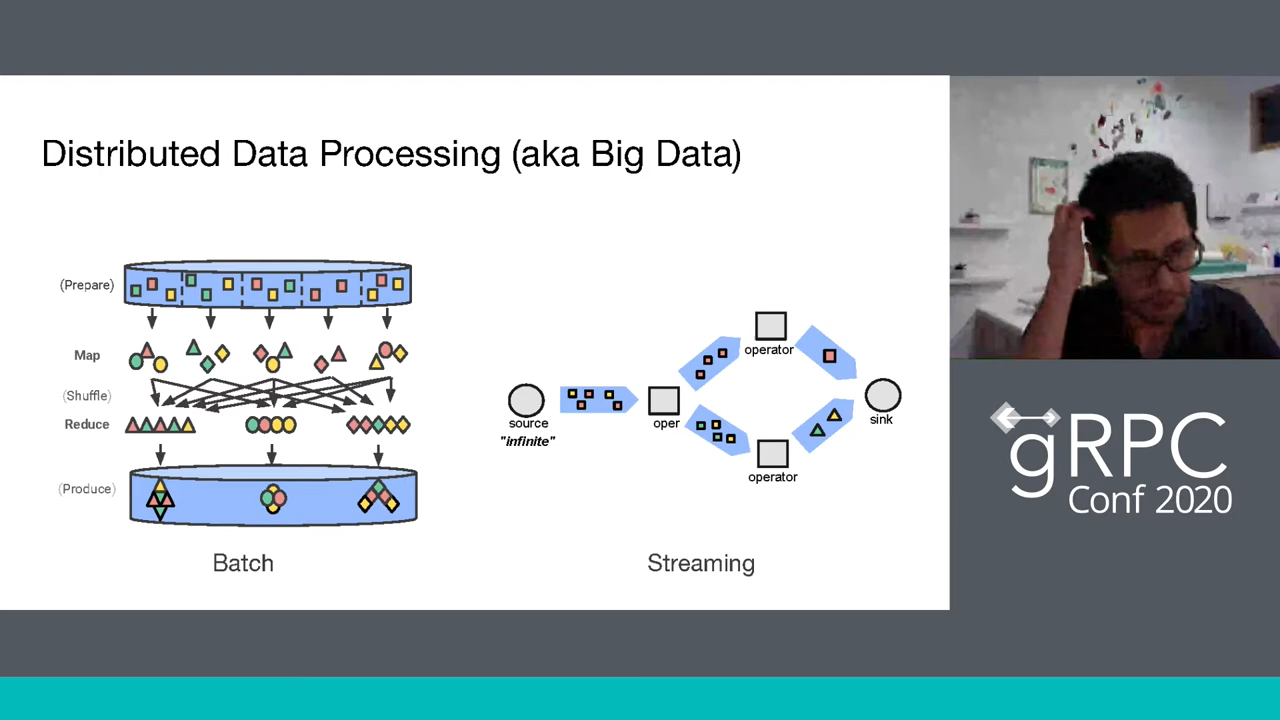 Distributed Data Processing (aka Big Data)
(Prepare)
Map
(Shuffle)
Reduce
(Produce)
Batch
source
"infinite"
oper
operator
operator
sink
Streaming
gRPC
Conf 2020